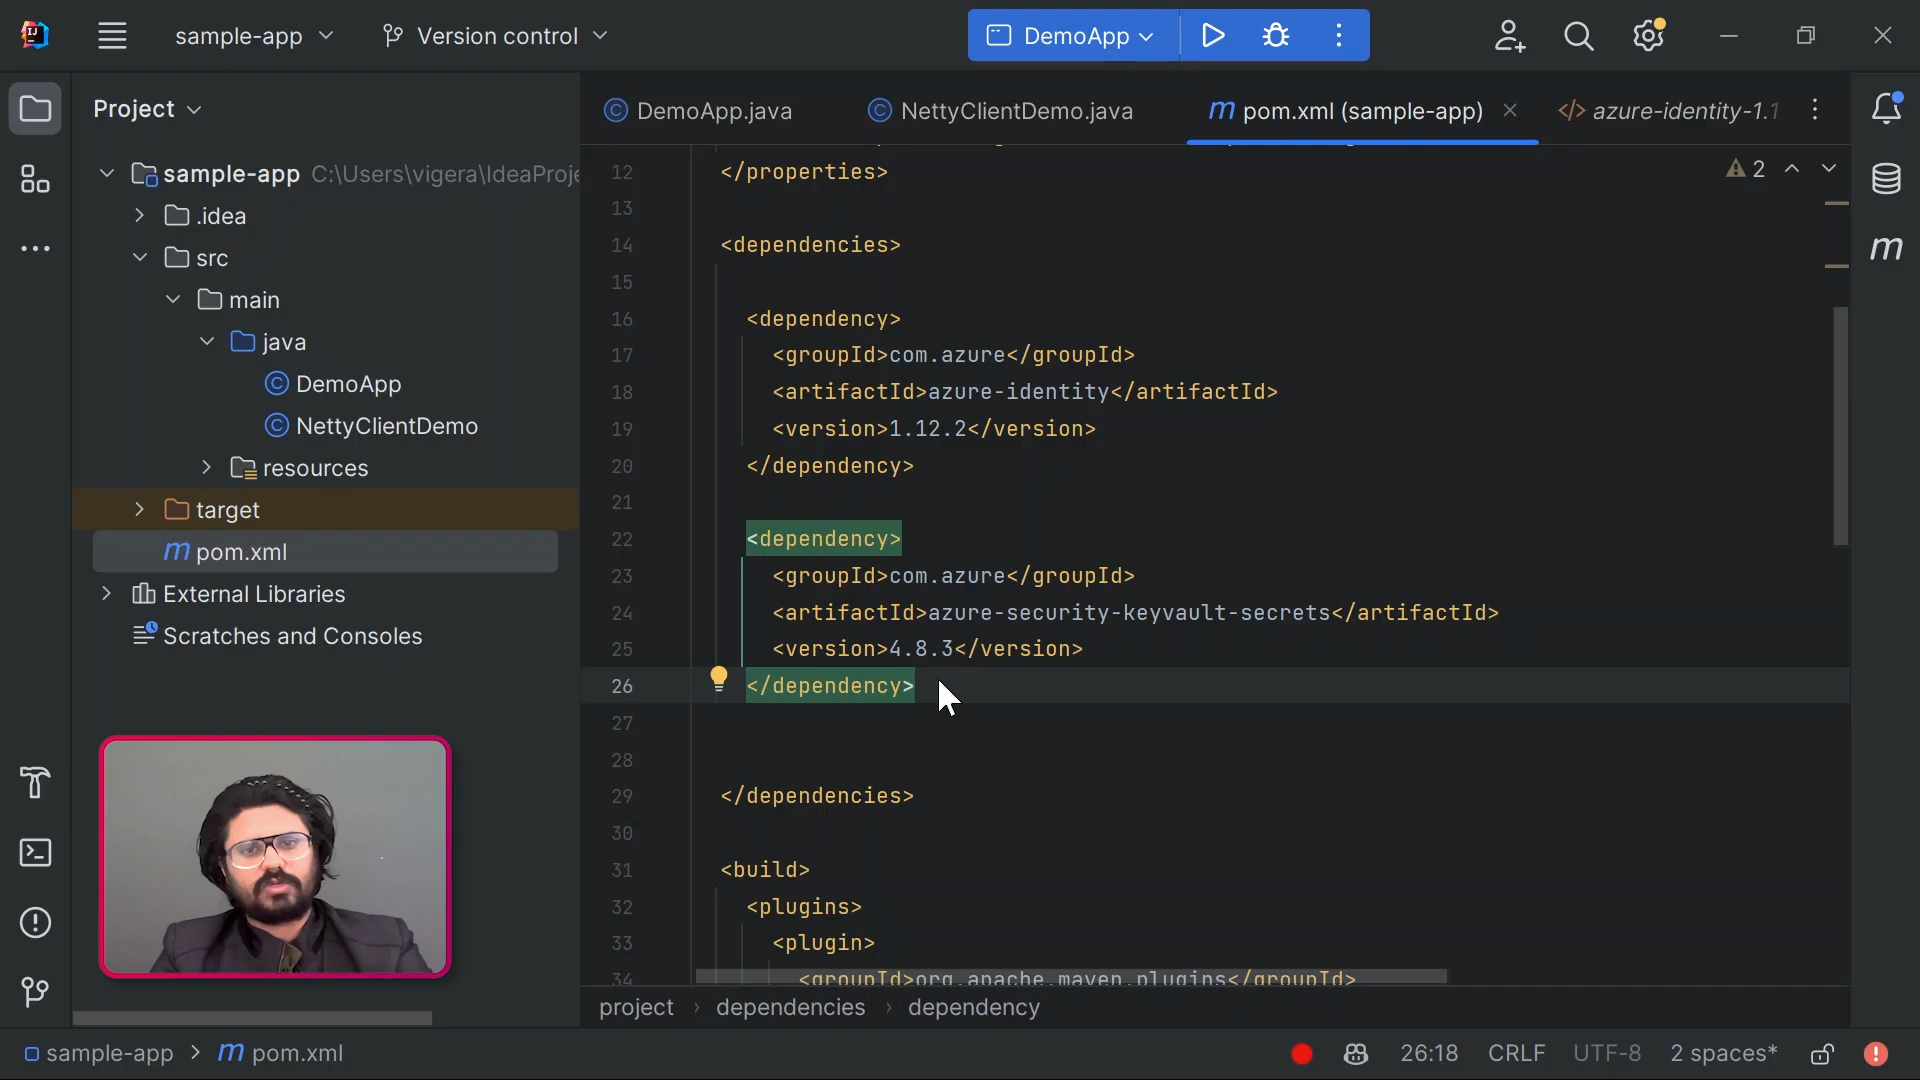 sample-app
Version control
DemoApp
Project
DemoApp.java
NettyClientDemo.java
m pom.xml (sample-app)
</> azure-identity-1.1
sample-app C:\Users\vigera\IdeaProje
.idea
src
main
java
DemoApp
NettyClientDemo
resources
target
m pom.xml
External Libraries
Scratches and Consoles
2
12 </properties>
13
14 <dependencies>
15
16 <dependency>
17 <groupId>com.azure</groupId>
18 <artifactId>azure-identity</artifactId>
19 <version>1.12.2</version>
20 </dependency>
21
22 <dependency>
23 <groupId>com.azure</groupId>
24 <artifactId>azure-security-keyvault-secrets</artifactId>
25 <version>4.8.3</version>
26 </dependency>
27
28
29 </dependencies>
30
31 <build>
32 <plugins>
33 <plugin>
34 <groupId>org.apache.maven.plugins</groupId>
project > dependencies > dependency
sample-app > m pom.xml
26:18 CRLF UTF-8 2 spaces*